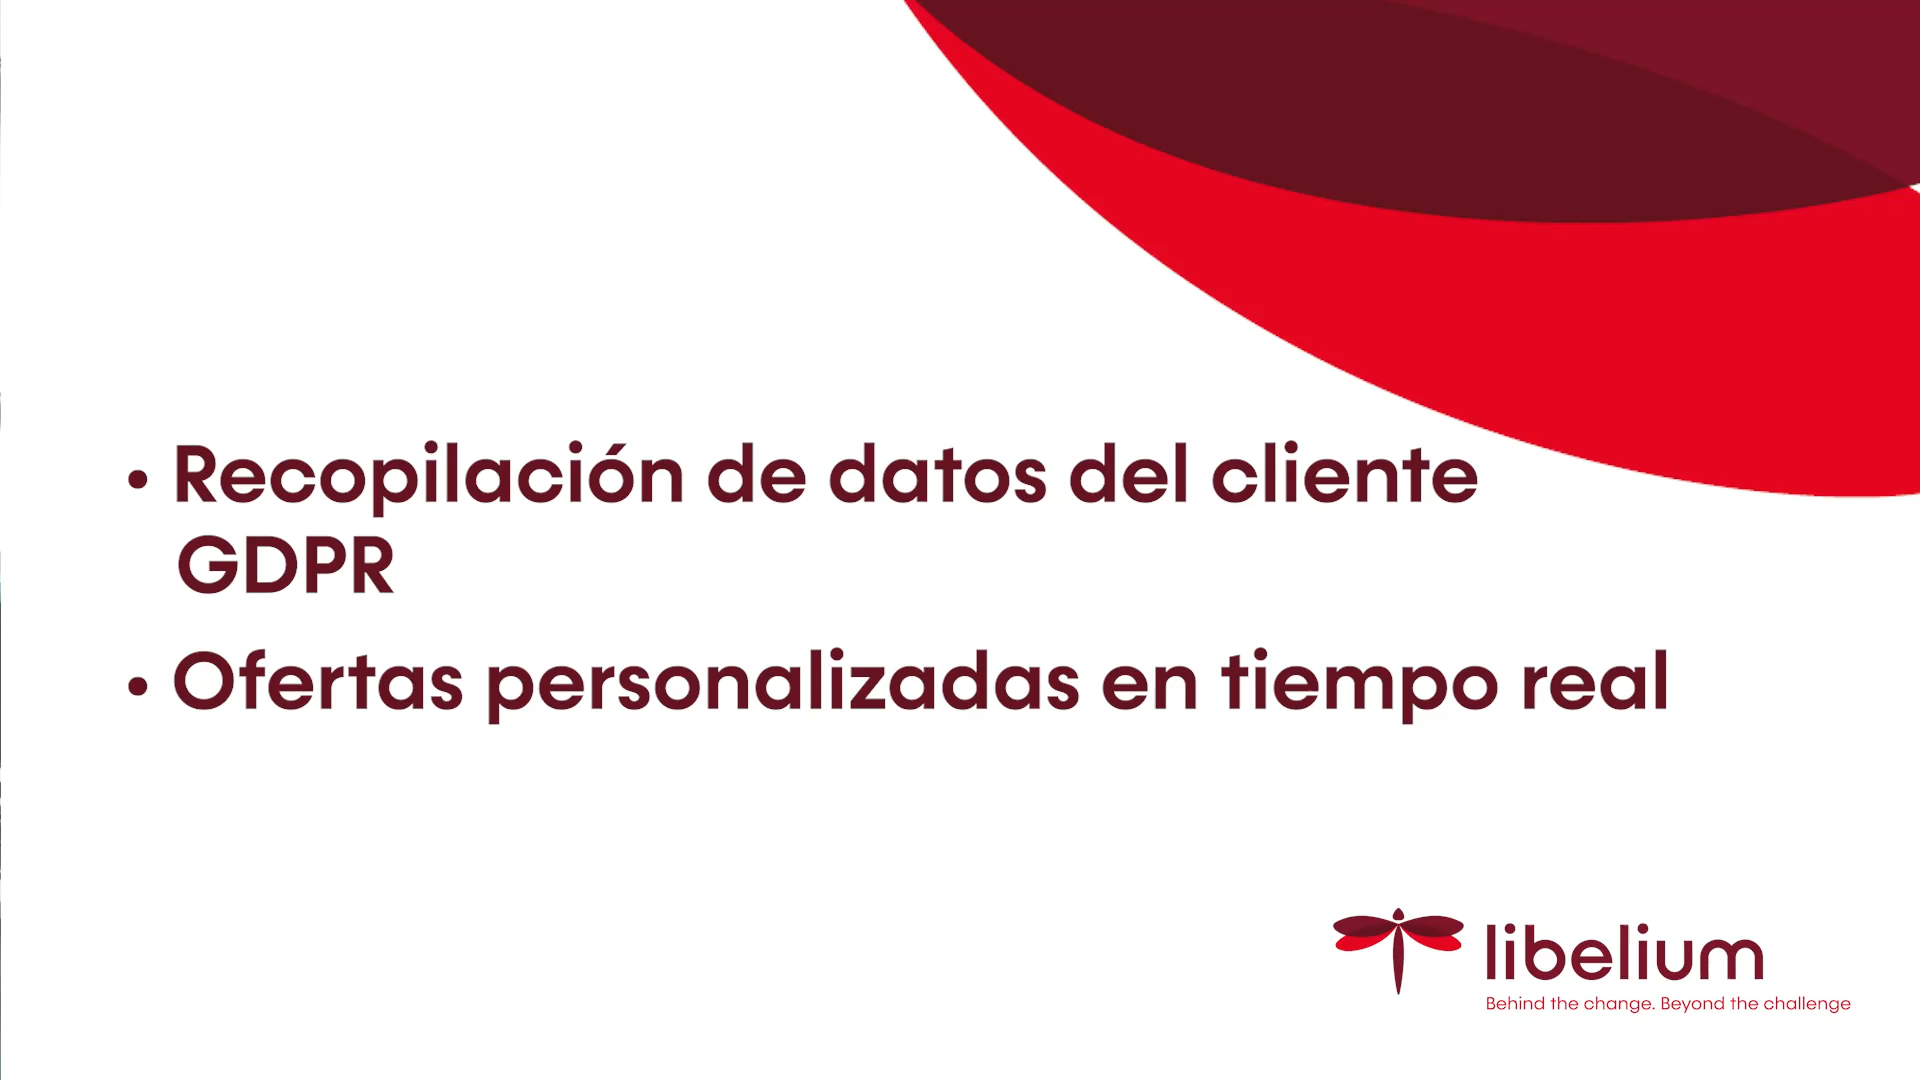 • Recopilación de datos del cliente
GDPR
• Ofertas personalizadas en tiempo real
libelium
Behind the change. Beyond the challenge